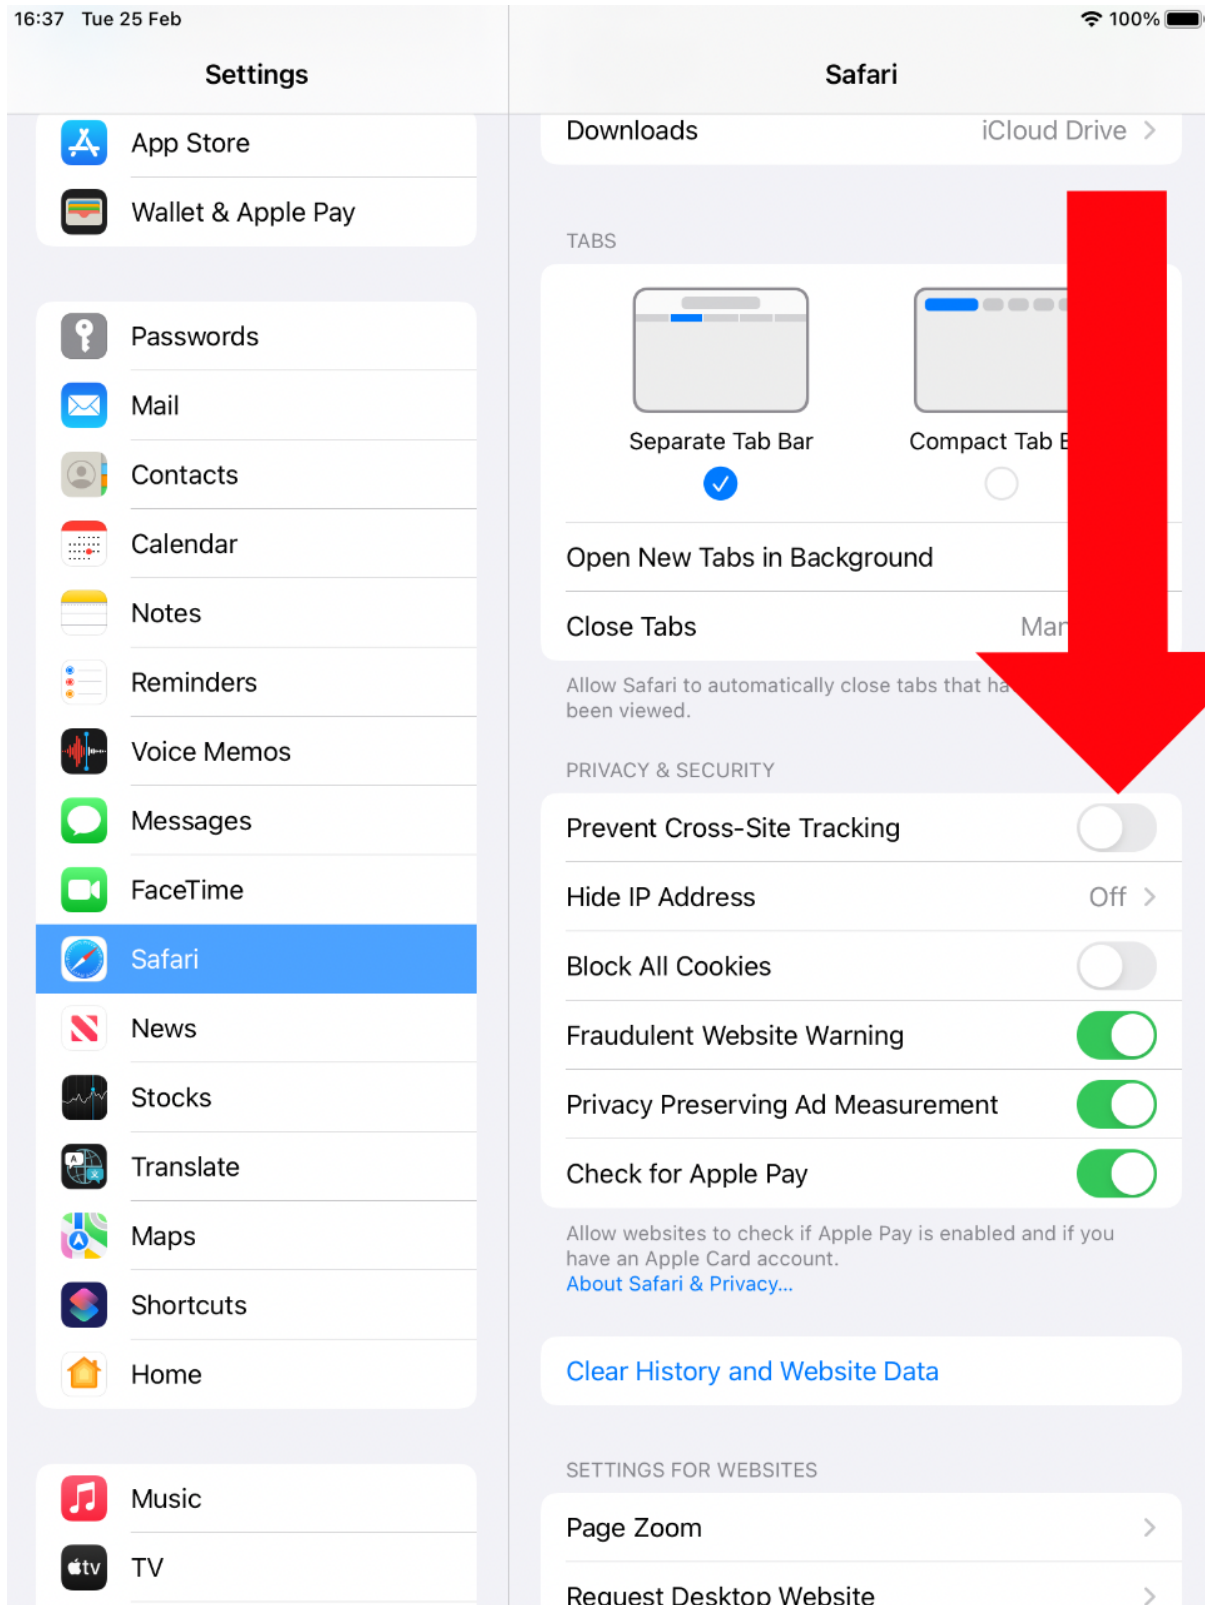 16:37 Tue 25 Feb
100%
Settings
App Store
Wallet & Apple Pay
Passwords
Mail
Contacts
Calendar
Notes
Reminders
Voice Memos
Messages
FaceTime
Safari
News
Stocks
Translate
Maps
Shortcuts
Home
Music
tv
TV
Safari
Downloads iCloud Drive
TABS
Separate Tab Bar
Compact Tab
Open New Tabs in Background
Close Tabs
Allow Safari to automatically close tabs that
been viewed.
PRIVACY & SECURITY
Prevent Cross-Site Tracking
Hide IP Address Off
Block All Cookies
Fraudulent Website Warning
Privacy Preserving Ad Measurement
Check for Apple Pay
Allow websites to check if Apple Pay is enabled and if you
have an Apple Card account.
About Safari & Privacy...
Clear History and Website Data
SETTINGS FOR WEBSITES
Page Zoom
Request Desktop Website